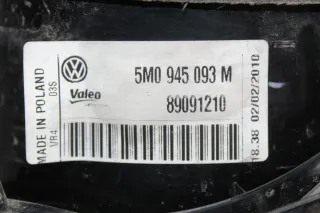 5M0 945 093 M
Valeo
89091210
MADE IN POLAND
03S
VR4
18.38 02/02/2010